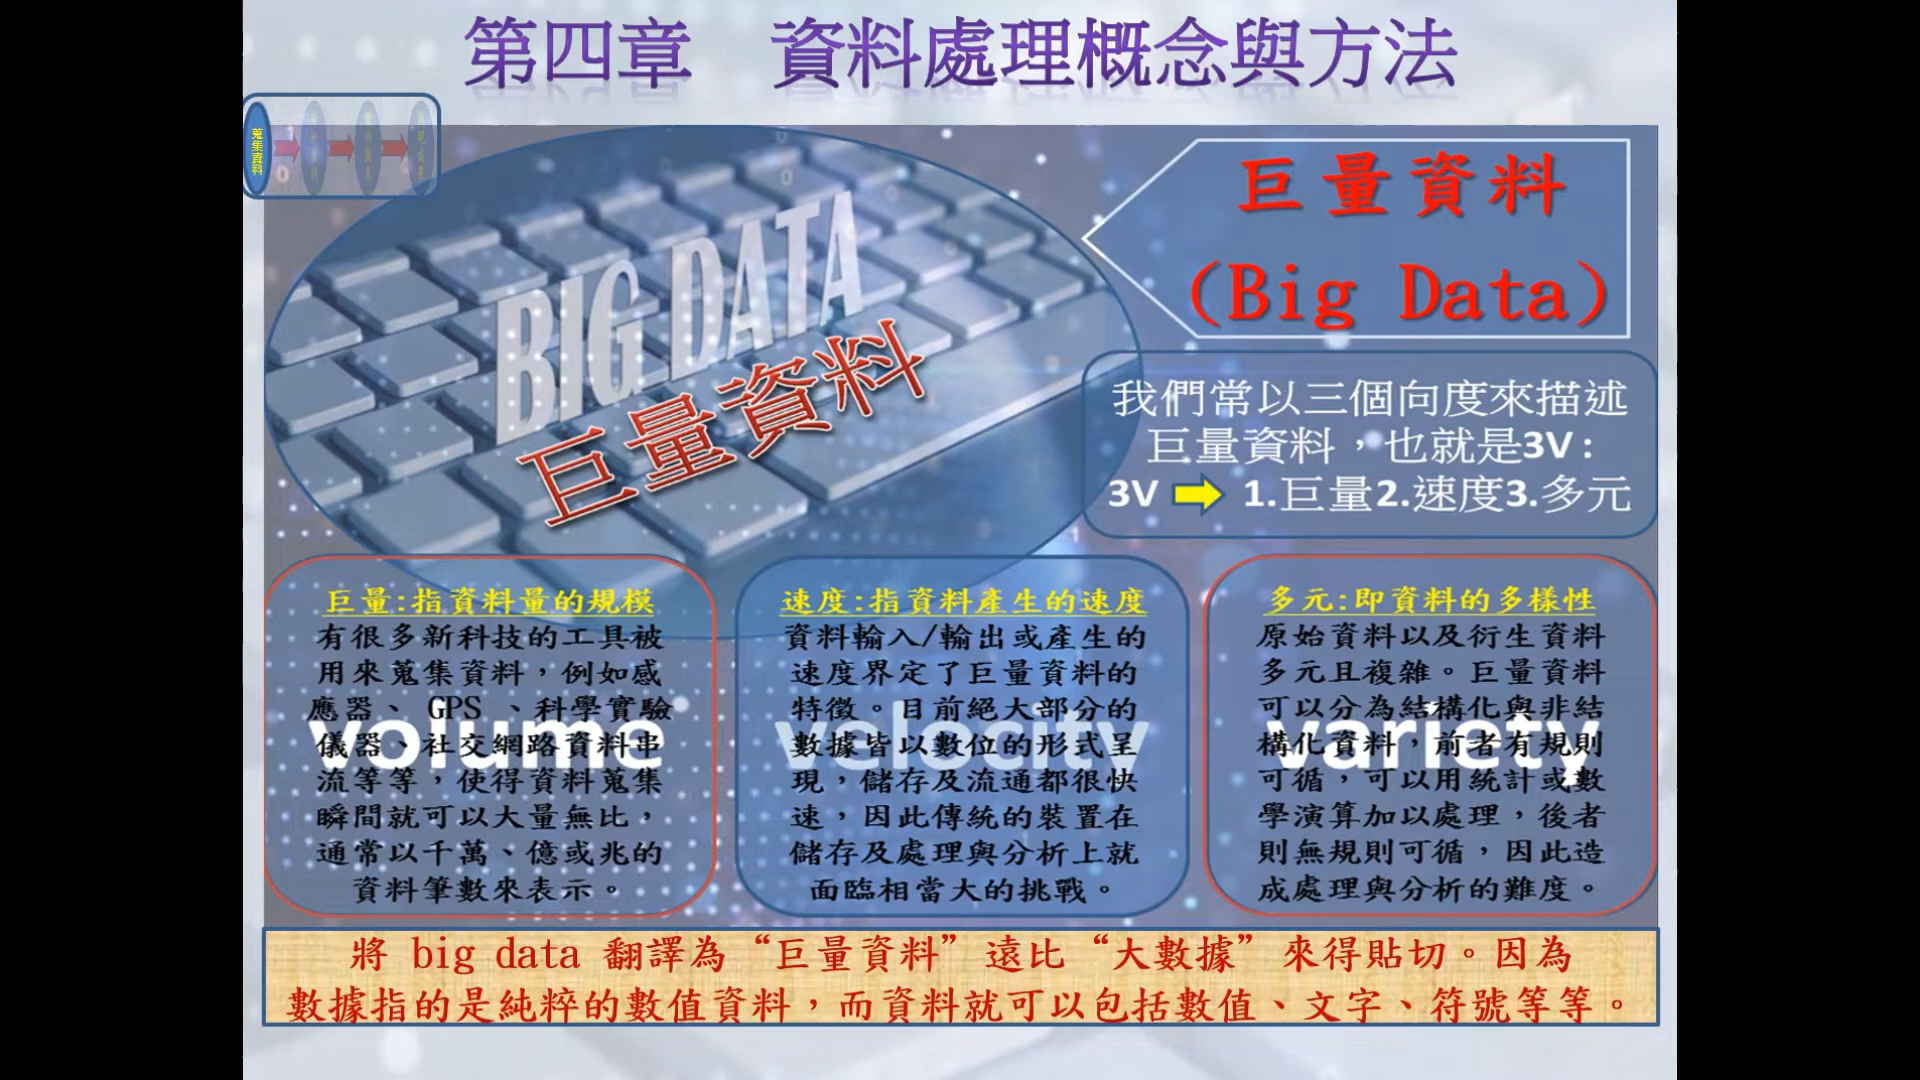 第四章 資料處理概念與方法
蒐集資料
BIG DATA
巨量資料
巨量資料
(Big Data)
我們常以三個向度來描述
巨量資料，也就是3V：
3V 1.巨量2.速度3.多元
巨量:指資料量的規模
有很多新科技的工具被
用來蒐集資料，例如感
應器、 GPS 、科學實驗
儀器、社交網路資料串
流等等，使得資料蒐集
瞬間就可以大量無比，
通常以千萬、億或兆的
資料筆數來表示。
volume
速度:指資料產生的速度
資料輸入/輸出或產生的
速度界定了巨量資料的
特徵。目前絕大部分的
數據皆以數位的形式呈
現，儲存及流通都很快
速，因此傳統的裝置在
儲存及處理與分析上就
面臨相當大的挑戰。
velocity
多元:即資料的多樣性
原始資料以及衍生資料
多元且複雜。巨量資料
可以分為結構化與非結
構化資料，前者有規則
可循，可以用統計或數
學演算加以處理，後者
則無規則可循，因此造
成處理與分析的難度。
variety
將 big data 翻譯為“巨量資料”遠比“大數據”來得貼切。因為
數據指的是純粹的數值資料，而資料就可以包括數值、文字、符號等等。